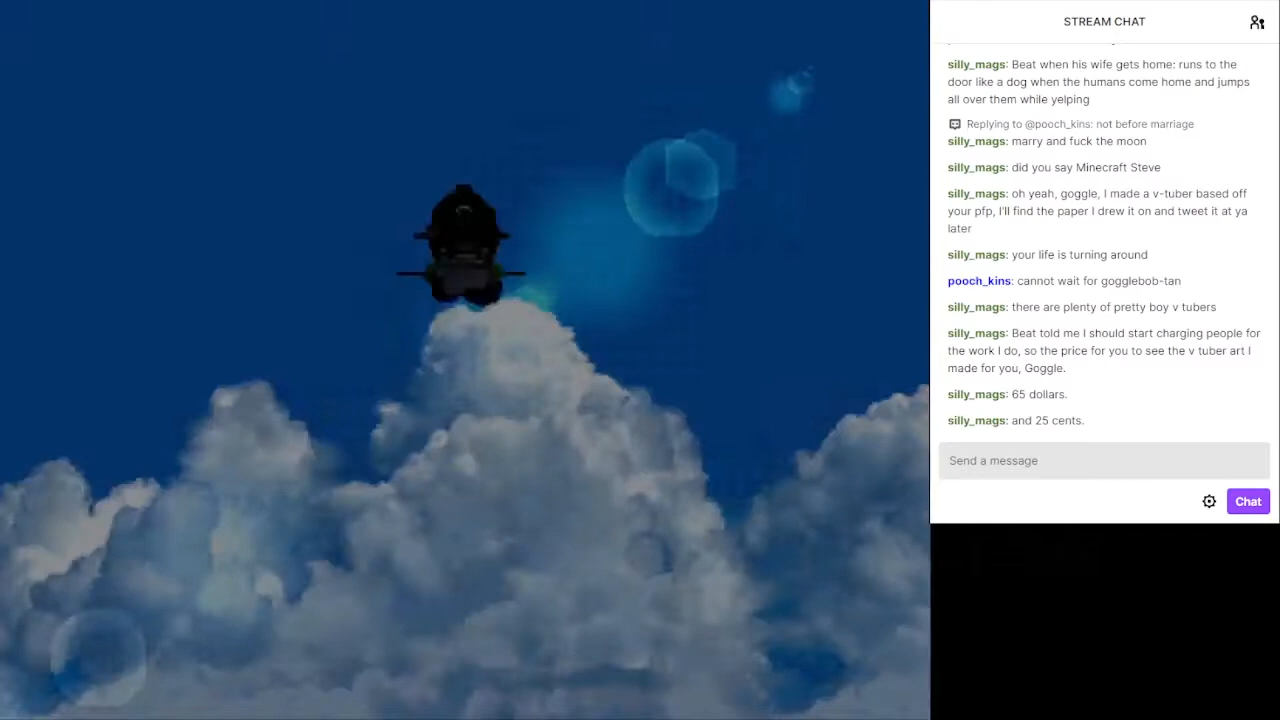 STREAM CHAT
silly_mags: Beat when his wife gets home: runs to the
door like a dog when the humans come home and jumps
all over them while yelping
Replying to @pooch_kins: not before marriage
silly_mags: marry and fuck the moon
silly_mags: did you say Minecraft Steve
silly_mags: oh yeah, goggle, I made a v-tuber based off
your pfp, I'll find the paper I drew it on and tweet it at ya
later
silly_mags: your life is turning around
pooch_kins: cannot wait for gogglebob-tan
silly_mags: there are plenty of pretty boy v tubers
silly_mags: Beat told me I should start charging people for
the work I do, so the price for you to see the v tuber art I
made for you, Goggle.
silly_mags: 65 dollars.
silly_mags: and 25 cents.
Send a message
Chat